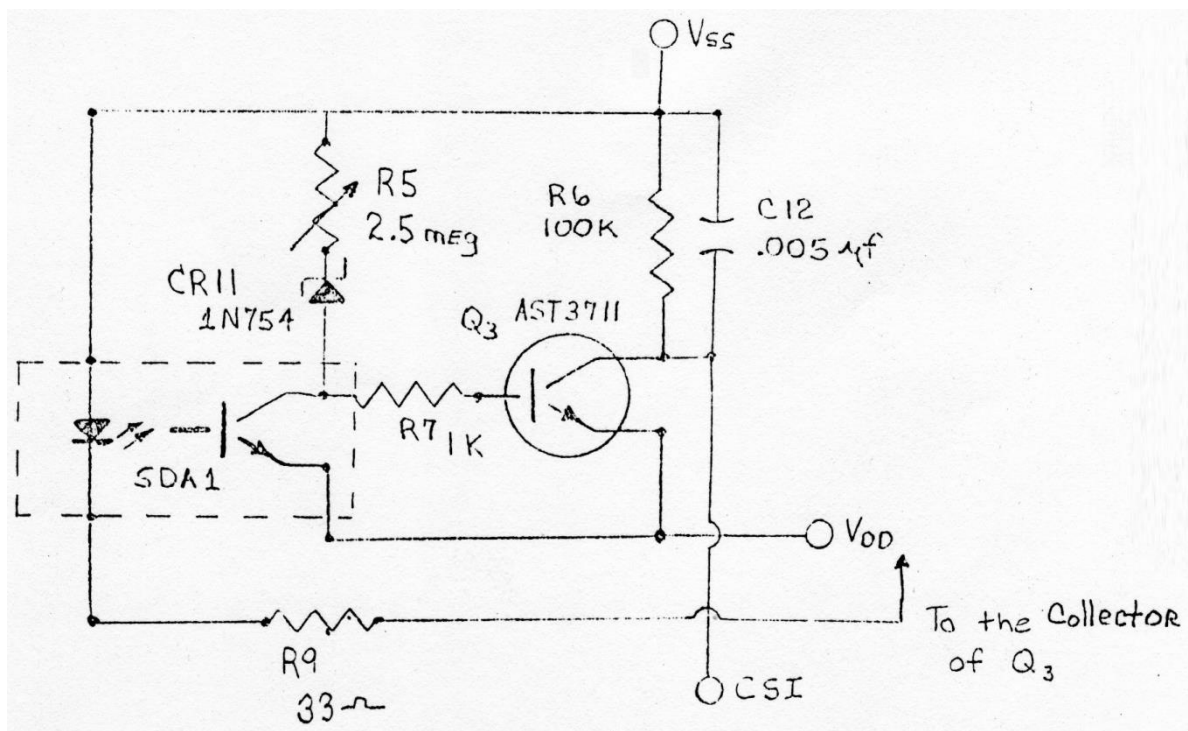 VSS
R5
2.5 mEg
R6
100K
C12
.005 μf
CR11
1N754
Q3
AST3711
R7
1K
SDA1
VDD
R9
33Ω
To the Collector
of Q3
CSI